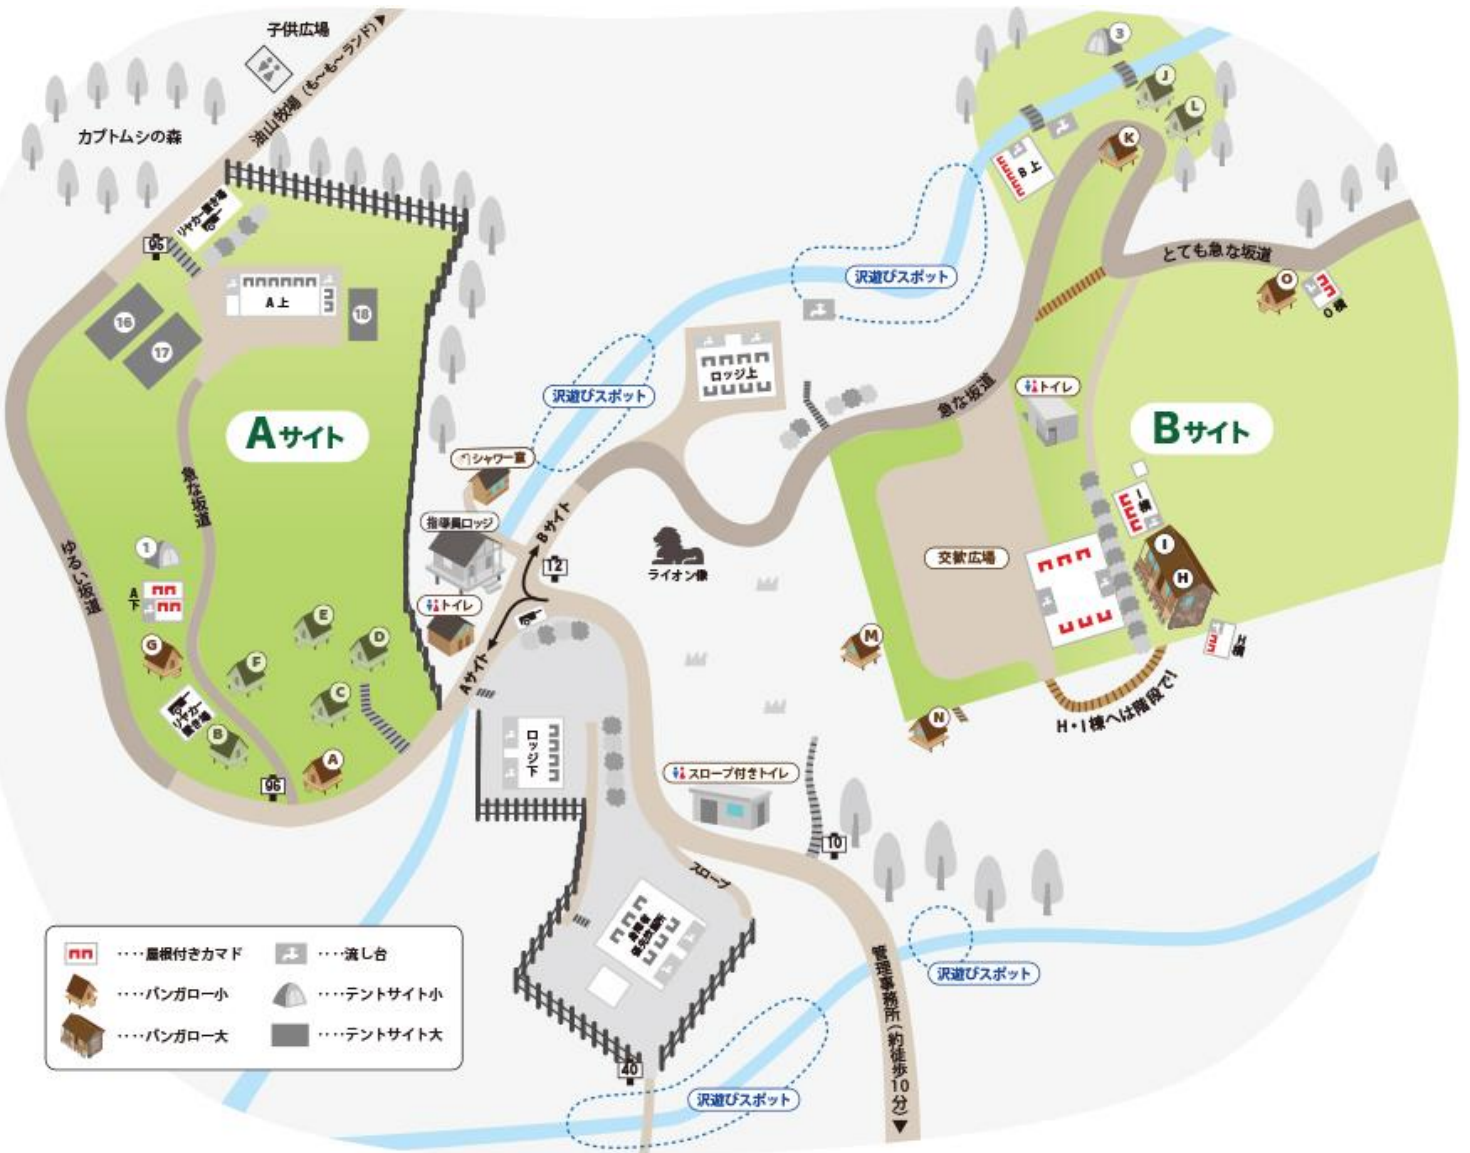 子供広場
油山牧場(も~も~ランド)▶
カブトムシの森
リヤカー置き場
96
A上
16
17
18
Aサイト
急な坂道
ゆるい坂道
1
A下
G
E
D
F
C
リヤカー置き場
B
A
96
シャワー室
指導員ロッジ
トイレ
Bサイト
12
Aサイト
ロッジ下
沢遊びスポット
沢遊びスポット
ロッジ上
ライオン像
3
J
L
K
B上
とても急な坂道
O
O棟
急な坂道
トイレ
Bサイト
I棟
I
H
H棟
交歓広場
M
N
H・I棟へは階段で!
スロープ付きトイレ
10
スロープ
40
管理事務所(約徒歩10分)▶
沢遊びスポット
沢遊びスポット
‥‥屋根付きカマド
‥‥流し台
‥‥バンガロー小
‥‥テントサイト小
‥‥バンガロー大
‥‥テントサイト大